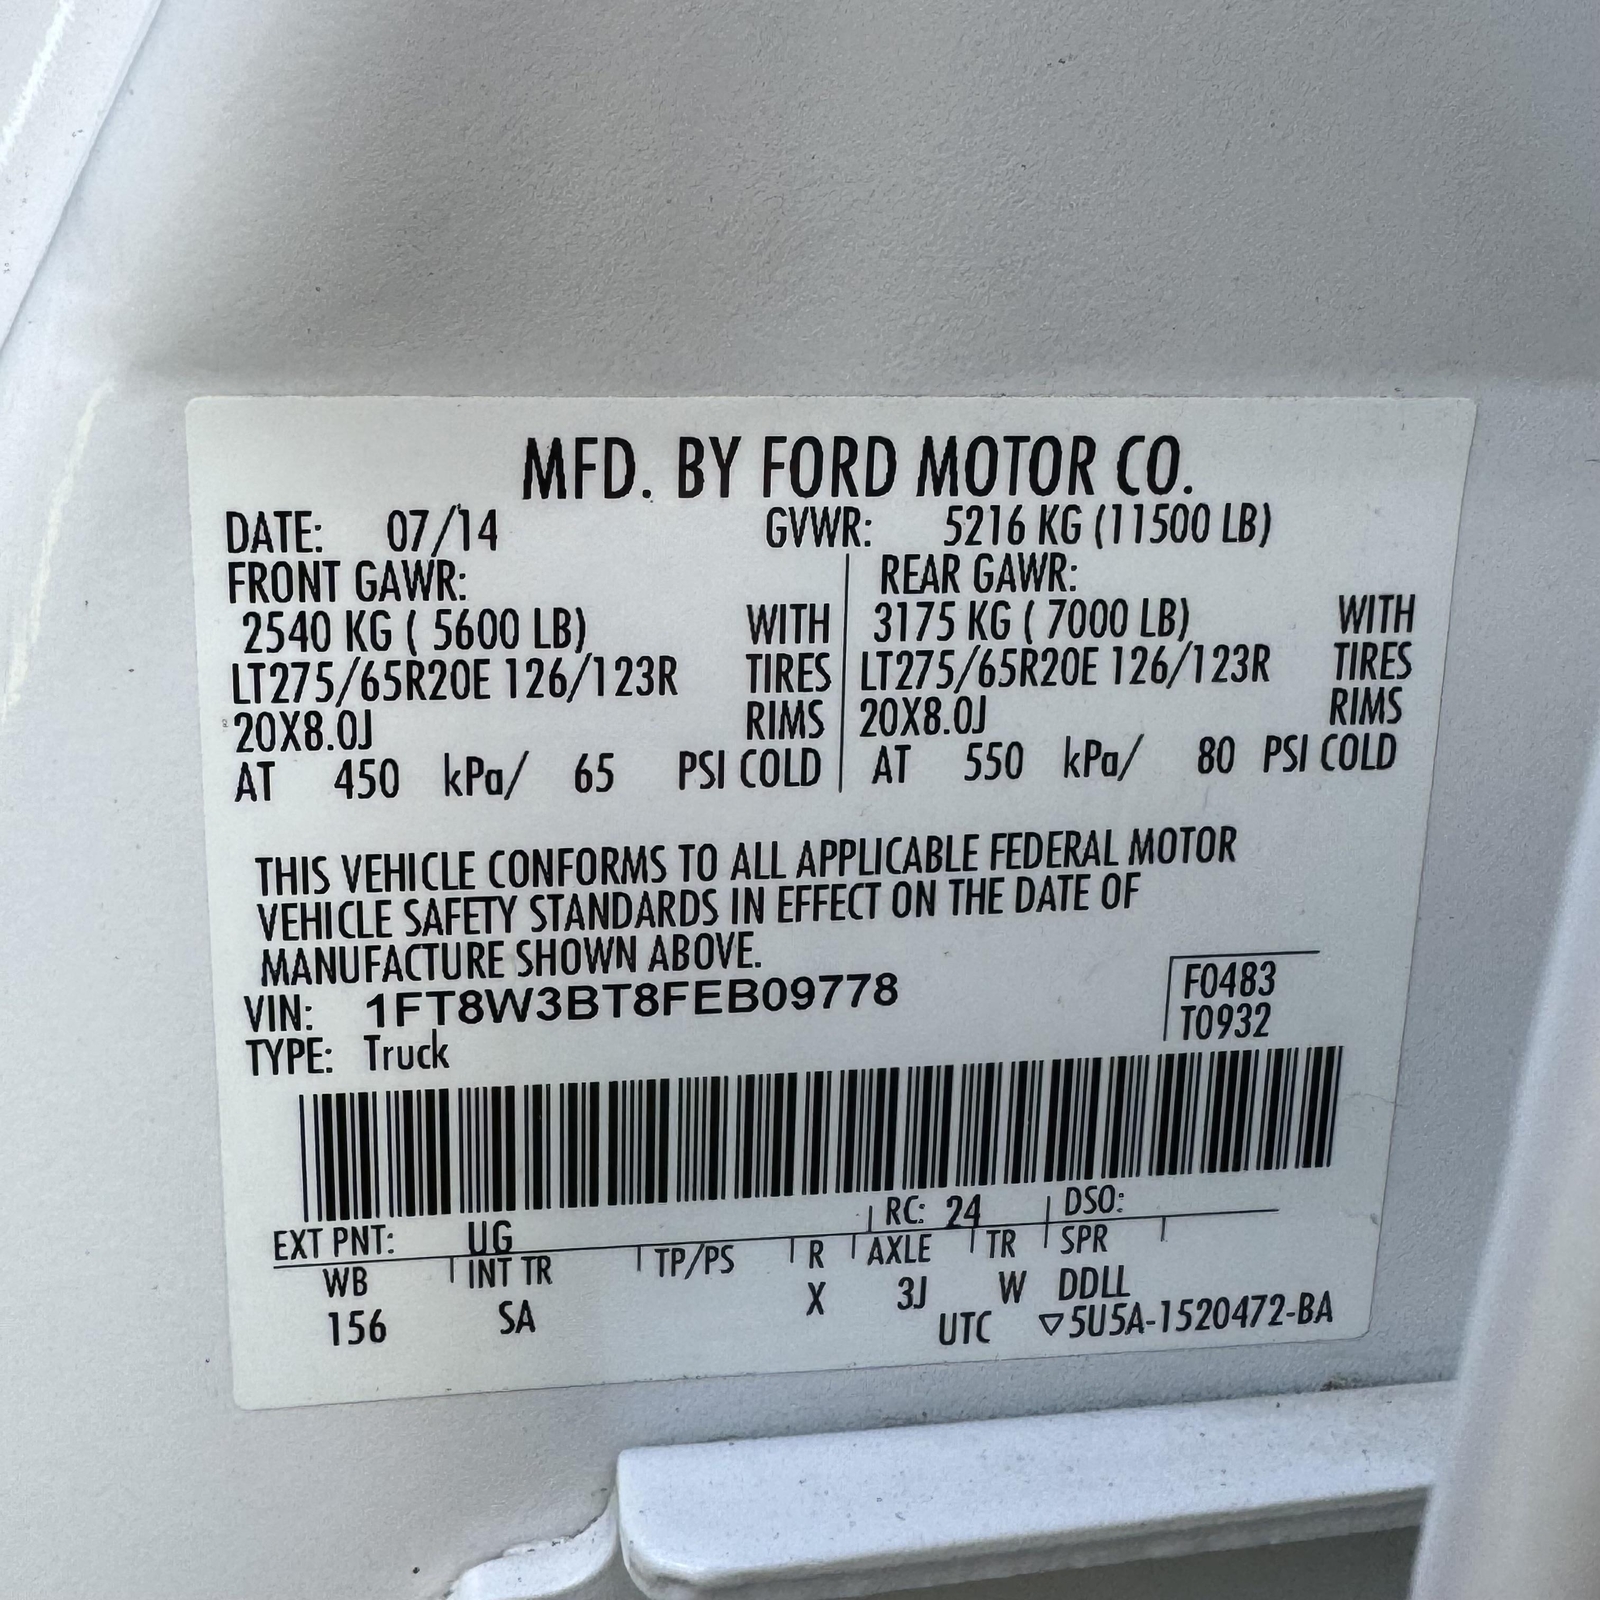 MFD. BY FORD MOTOR CO.
DATE: 07/14 GVWR: 5216 KG (11500 LB)
FRONT GAWR: REAR GAWR:
2540 KG ( 5600 LB) WITH 3175 KG ( 7000 LB) WITH
LT275/65R20E 126/123R TIRES LT275/65R20E 126/123R TIRES
20X8.0J RIMS 20X8.0J RIMS
AT 450 kPa/ 65 PSI COLD AT 550 kPa/ 80 PSI COLD
THIS VEHICLE CONFORMS TO ALL APPLICABLE FEDERAL MOTOR
VEHICLE SAFETY STANDARDS IN EFFECT ON THE DATE OF
MANUFACTURE SHOWN ABOVE.
VIN: 1FT8W3BT8FEB09778 F0483
TYPE: Truck T0932
EXT PNT: UG RC: 24 DSO:
WB INT TR TP/PS R AXLE TR SPR
156 SA X 3J W DDLL
UTC ▽5U5A-1520472-BA